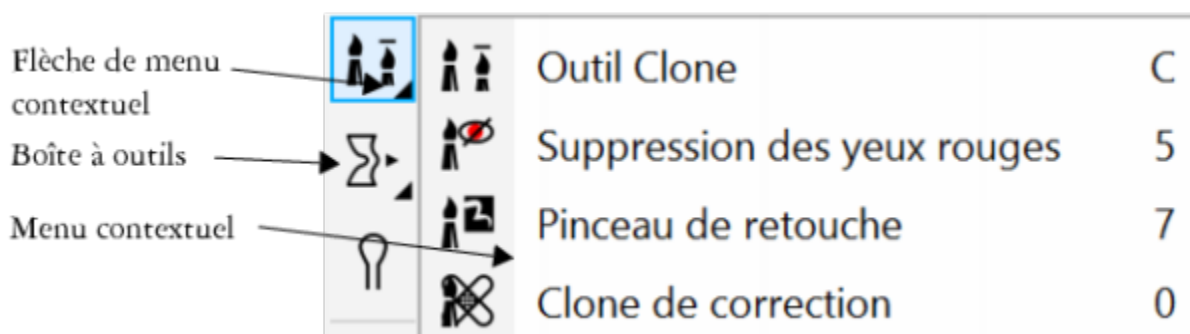 Flèche de menu
contextuel
Boîte à outils
Menu contextuel
Outil Clone C
Suppression des yeux rouges 5
Pinceau de retouche 7
Clone de correction 0